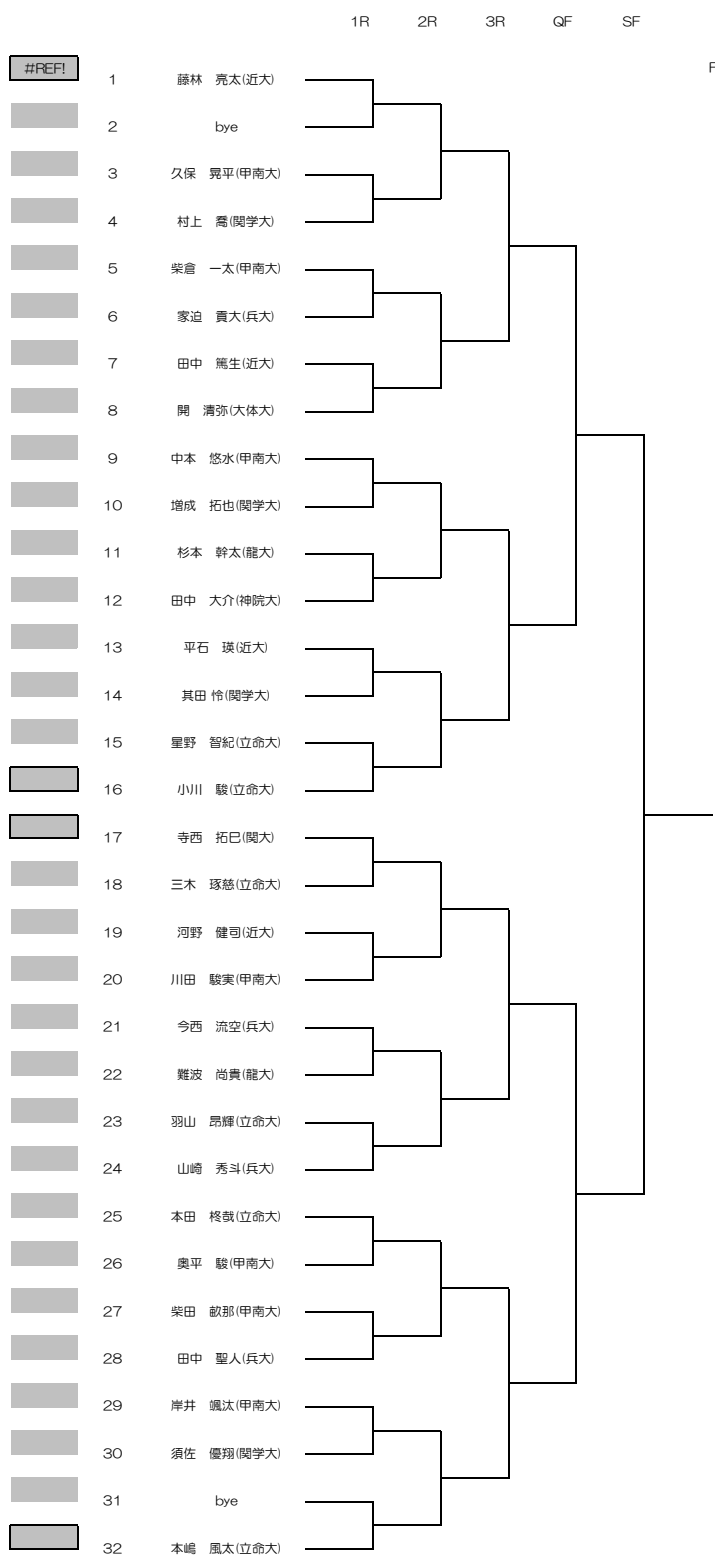 1R 2R 3R QF SF
#REF! F
1 藤林 亮太(近大)
2 bye
3 久保 晃平(甲南大)
4 村上 喬(関学大)
5 柴倉 一太(甲南大)
6 家迫 貢大(兵大)
7 田中 篤生(近大)
8 開 清弥(大体大)
9 中本 悠水(甲南大)
10 増成 拓也(関学大)
11 杉本 幹太(龍大)
12 田中 大介(神院大)
13 平石 瑛(近大)
14 其田 怜(関学大)
15 星野 智紀(立命大)
16 小川 駿(立命大)
17 寺西 拓巳(関大)
18 三木 琢慈(立命大)
19 河野 健司(近大)
20 川田 駿実(甲南大)
21 今西 流空(兵大)
22 難波 尚貴(龍大)
23 羽山 昂輝(立命大)
24 山崎 秀斗(兵大)
25 本田 柊哉(立命大)
26 奥平 駿(甲南大)
27 柴田 畝那(甲南大)
28 田中 聖人(兵大)
29 岸井 颯汰(甲南大)
30 須佐 優翔(関学大)
31 bye
32 本嶋 風太(立命大)